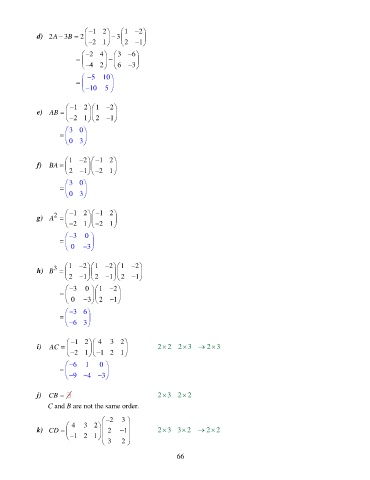 d) 2A − 3B = 2 ( −1 2 ) − 3 ( 1 −2 )
( −2 1 ) ( 2 −1 )
= ( −2 4 ) − ( 3 −6 )
( −4 2 ) ( 6 −3 )
= ( −5 10 )
( −10 5 )
e) AB = ( −1 2 ) ( 1 −2 )
( −2 1 ) ( 2 −1 )
= ( 3 0 )
( 0 3 )
f) BA = ( 1 −2 ) ( −1 2 )
( 2 −1 ) ( −2 1 )
= ( 3 0 )
( 0 3 )
g) A² = ( −1 2 ) ( −1 2 )
( −2 1 ) ( −2 1 )
= ( −3 0 )
( 0 −3 )
h) B³ = ( 1 −2 ) ( 1 −2 ) ( 1 −2 )
( 2 −1 ) ( 2 −1 ) ( 2 −1 )
= ( −3 0 ) ( 1 −2 )
( 0 −3 ) ( 2 −1 )
= ( −3 6 )
( −6 3 )
i) AC = ( −1 2 ) ( 4 3 2 ) 2×2 2×3 → 2×3
( −2 1 ) ( −1 2 1 )
= ( −6 1 0 )
( −9 −4 −3 )
j) CB = ∄ 2×3 2×2
C and B are not the same order.
k) CD = ( 4 3 2 ) ( −2 3 ) 2×3 3×2 → 2×2
( −1 2 1 ) ( 2 −1 )
( 3 2 )
66